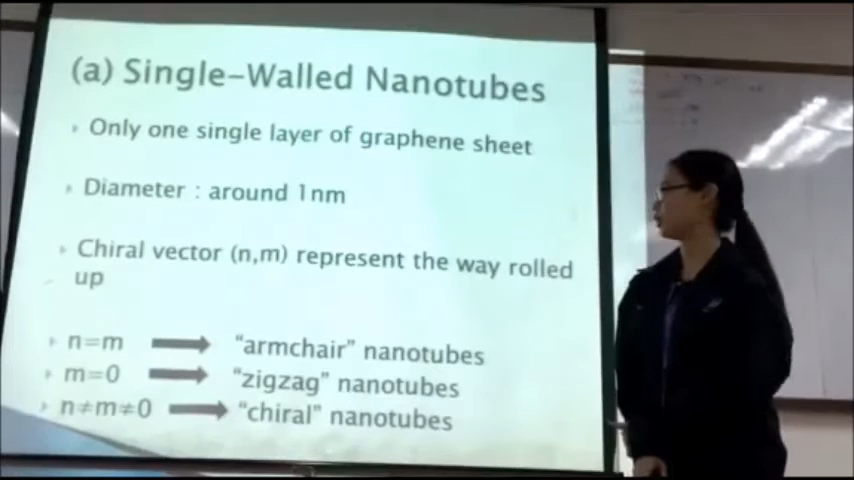 (a) Single-Walled Nanotubes
Only one single layer of graphene sheet
Diameter : around 1nm
Chiral vector (n,m) represent the way rolled
up
n=m "armchair" nanotubes
m=0 "zigzag" nanotubes
n≠m≠0 "chiral" nanotubes